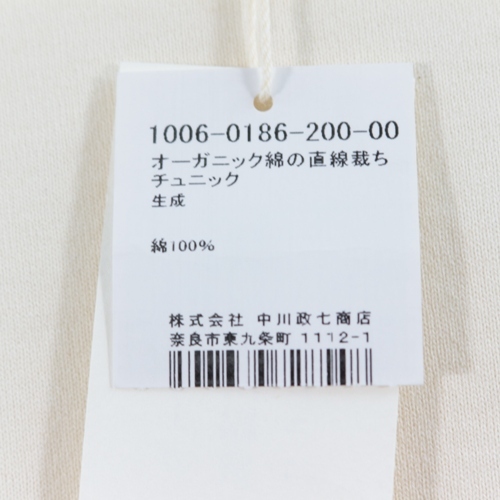 1006-0186-200-00
オーガニック綿の直線裁ち
チュニック
生成
綿100%
株式会社 中川政七商店
奈良市東九条町 1112-1